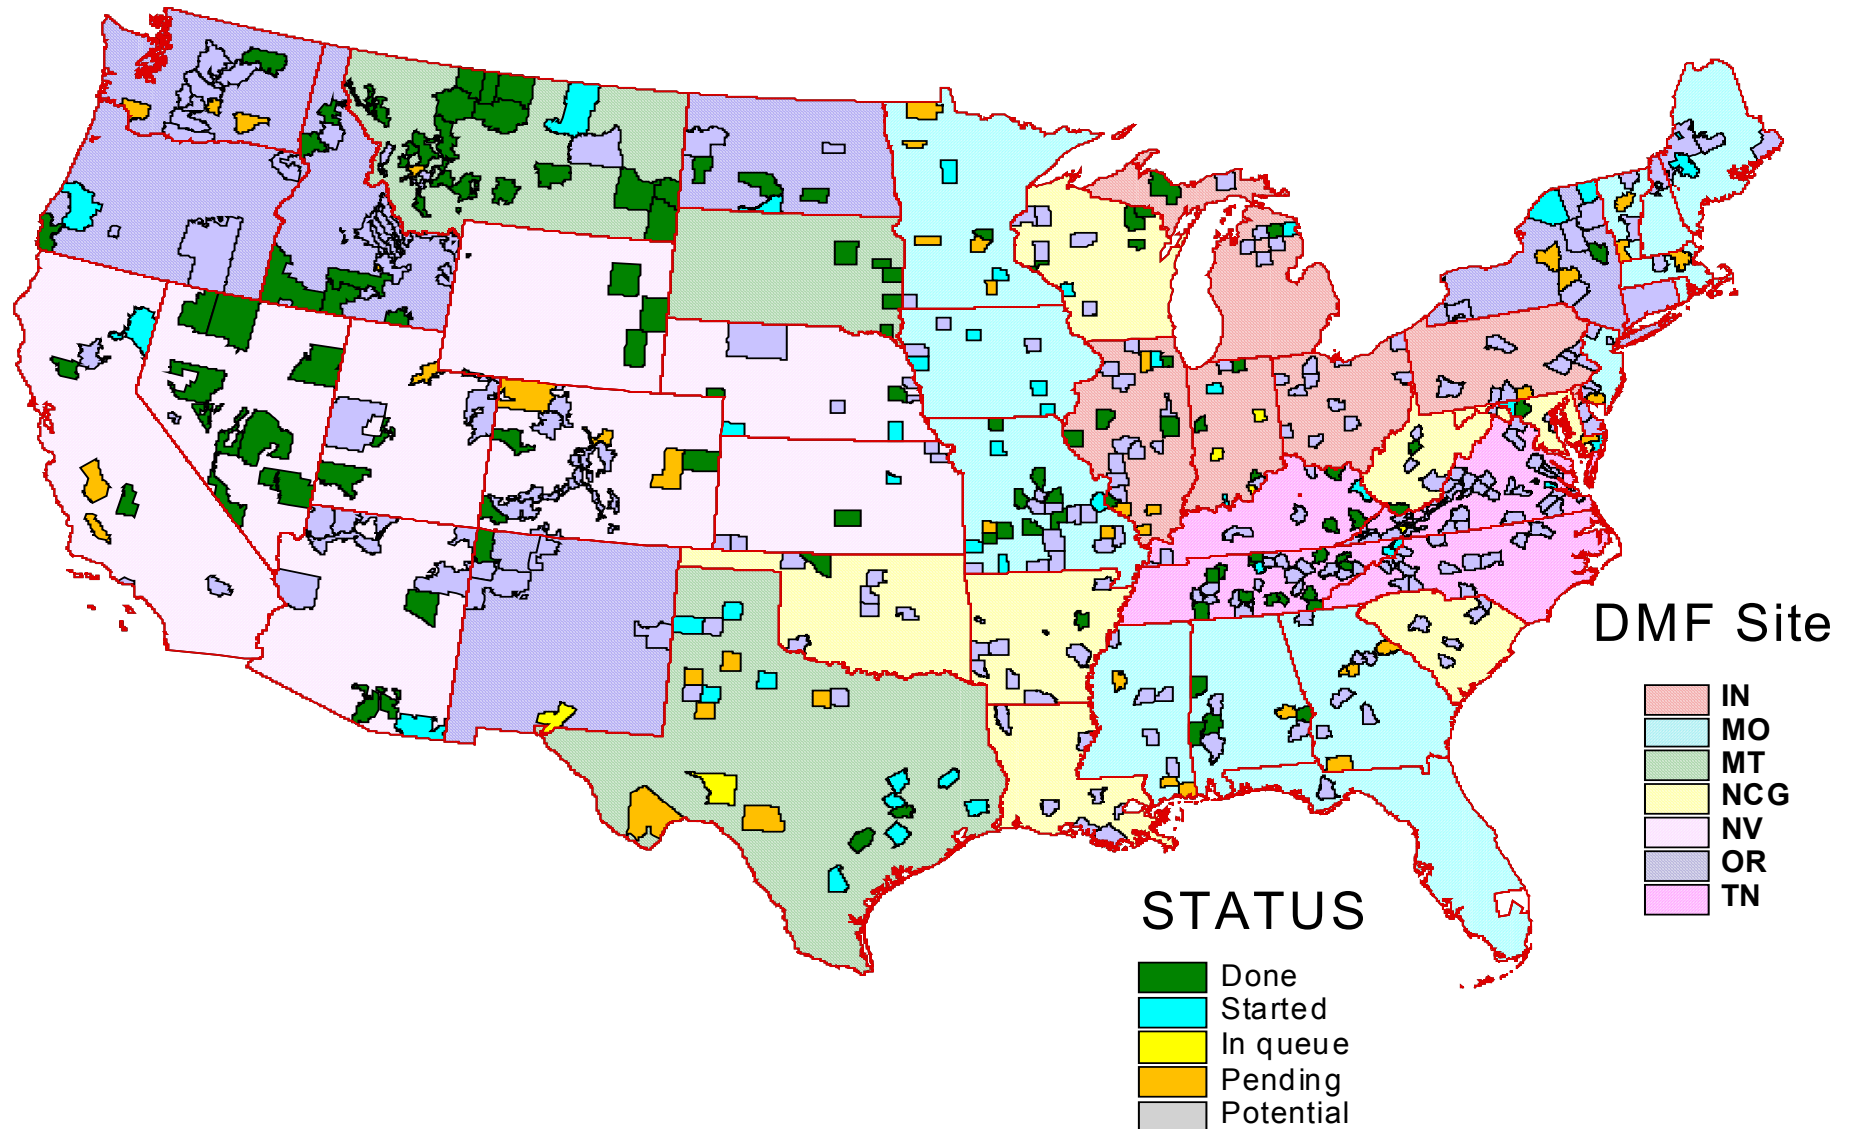 DMF Site
IN
MO
MT
NCG
NV
OR
TN
STATUS
Done
Started
In queue
Pending
Potential